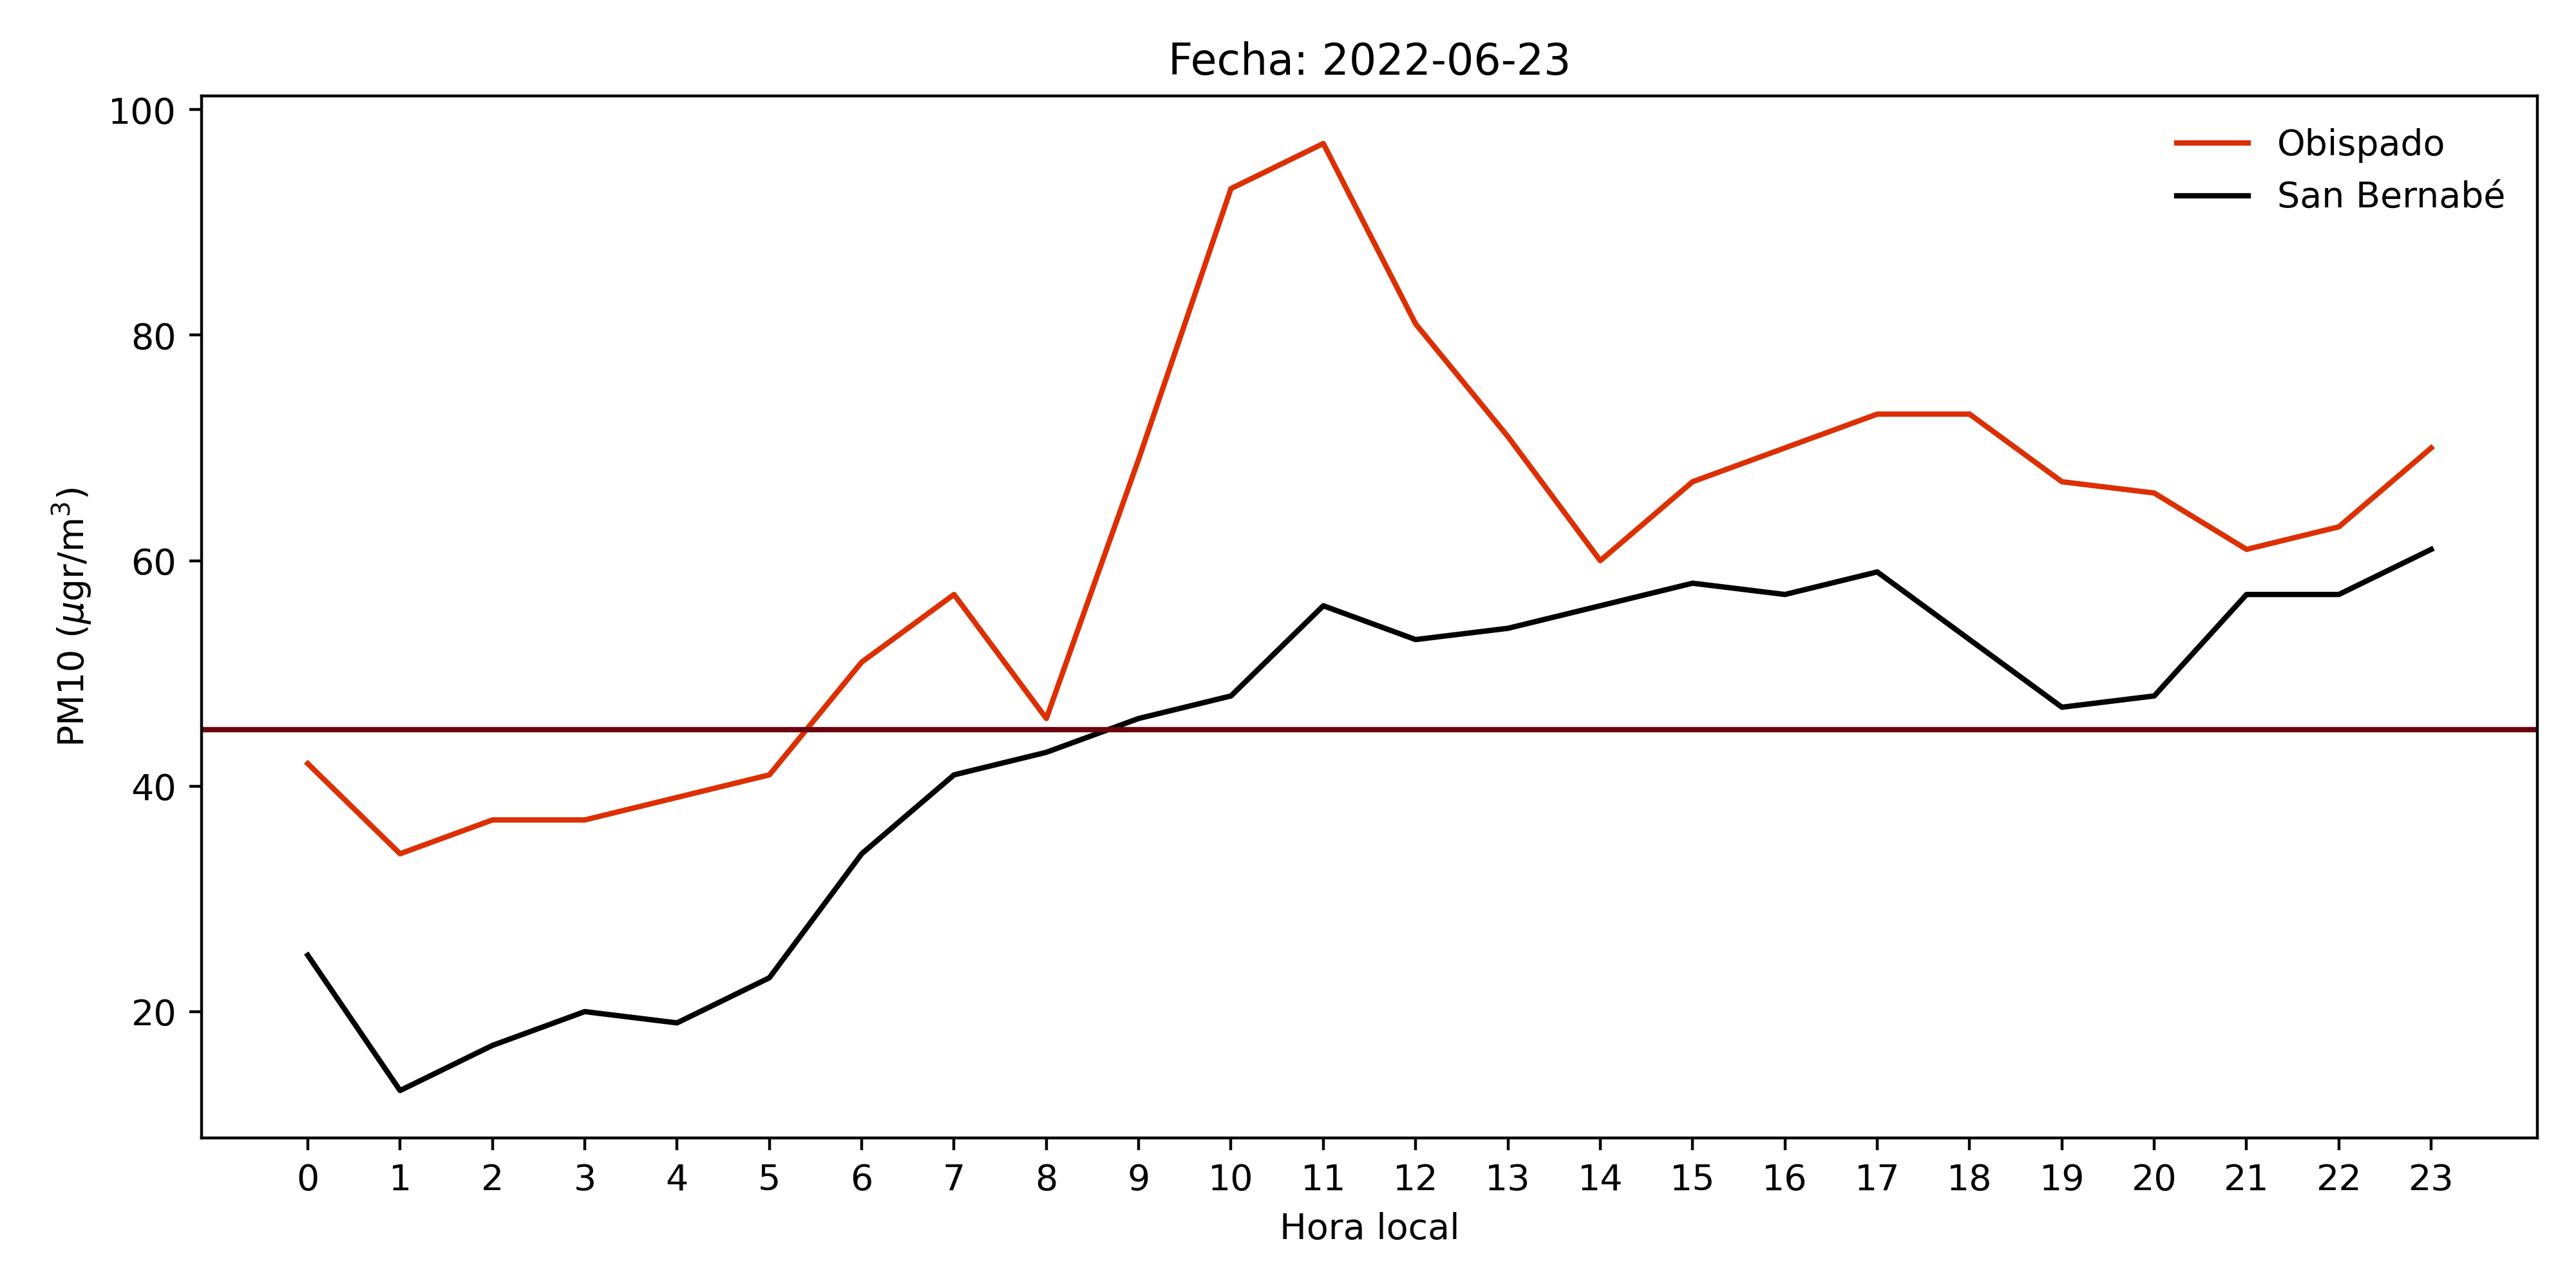 Fecha: 2022-06-23
100
80
60
40
20
PM10 (μgr/m³)
Obispado
San Bernabé
0 1 2 3 4 5 6 7 8 9 10 11 12 13 14 15 16 17 18 19 20 21 22 23
Hora local